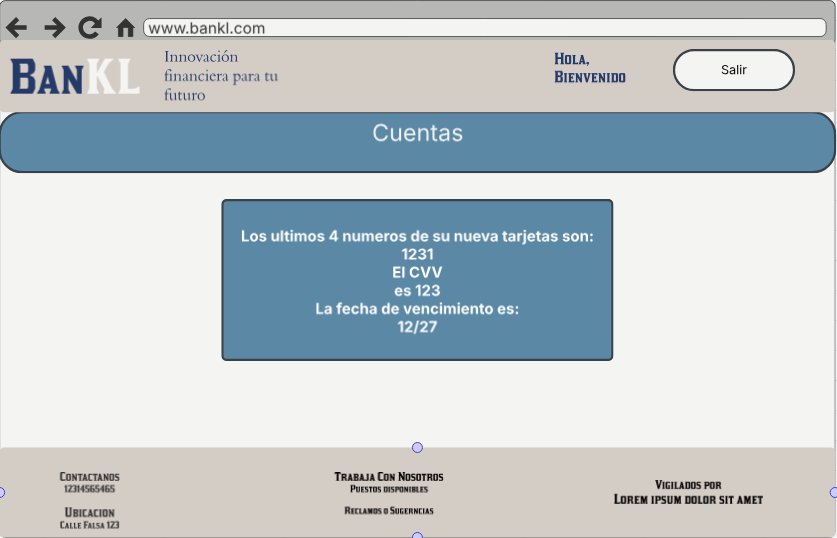 www.bankl.com
BanKL
Innovación
financiera para tu
futuro
Hola,
Bienvenido
Salir
Cuentas
Los ultimos 4 numeros de su nueva tarjetas son:
1231
El CVV
es 123
La fecha de vencimiento es:
12/27
Contactanos
12314565465
Ubicacion
Calle Falsa 123
Trabaja Con Nosotros
Puestos disponibles
Reclamos o Sugerncias
Vigilados por
Lorem ipsum dolor sit amet